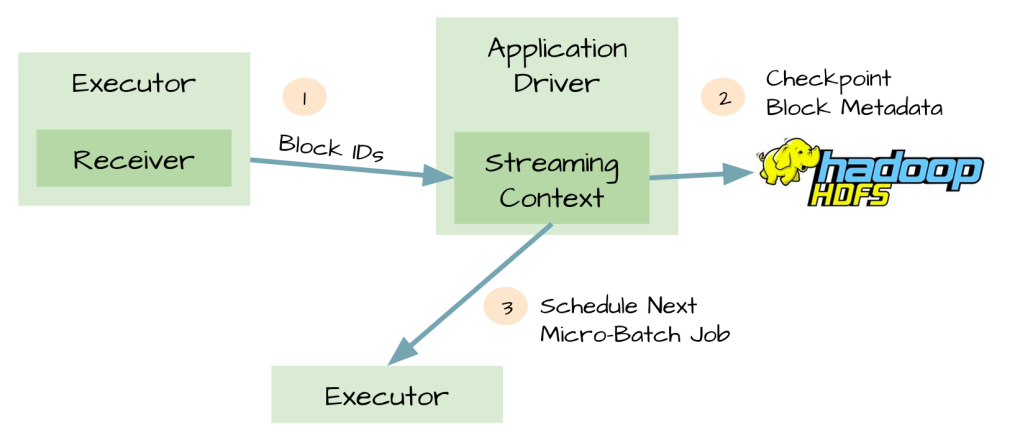 Executor
Receiver
1
Block IDs
Application
Driver
Streaming
Context
2
Checkpoint
Block Metadata
hadoop
HDFS
3
Schedule Next
Micro-Batch Job
Executor